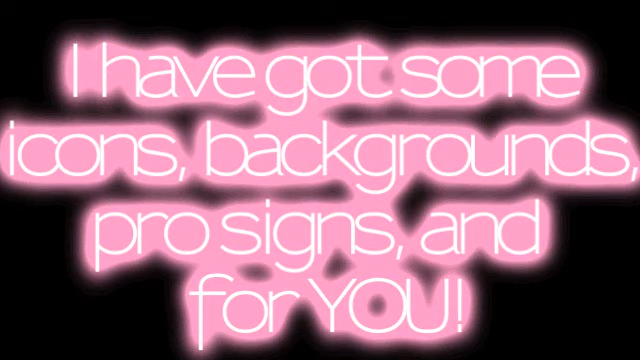 I have got some
icons, backgrounds,
pro signs, and
for YOU!